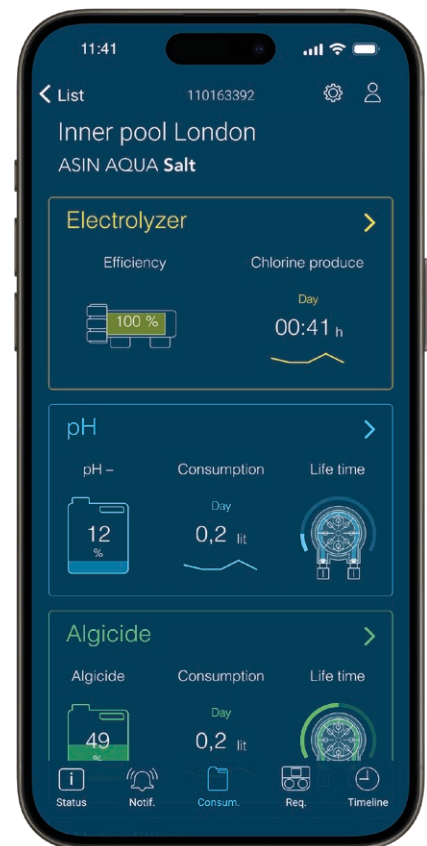 11:41
List
110163392
Inner pool London
ASIN AQUA Salt
Electrolyzer
Efficiency
Chlorine produce
100 %
Day
00:41 h
pH
pH –
Consumption
Life time
12
%
Day
0,2 lit
Algicide
Algicide
Consumption
Life time
49
%
Day
0,2 lit
Status
Notif.
Consum.
Req.
Timeline